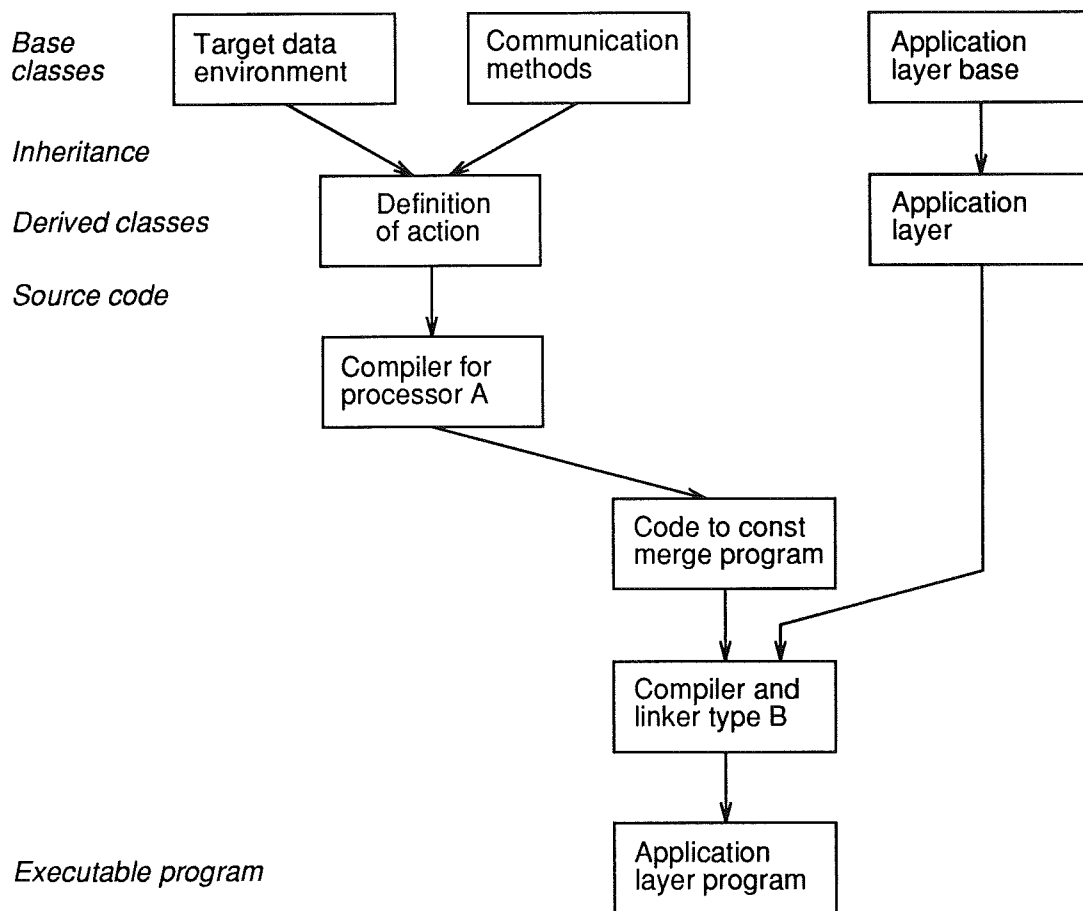 Base
classes
Target data
environment
Communication
methods
Application
layer base
Inheritance
Derived classes
Definition
of action
Application
layer
Source code
Compiler for
processor A
Code to const
merge program
Compiler and
linker type B
Executable program
Application
layer program